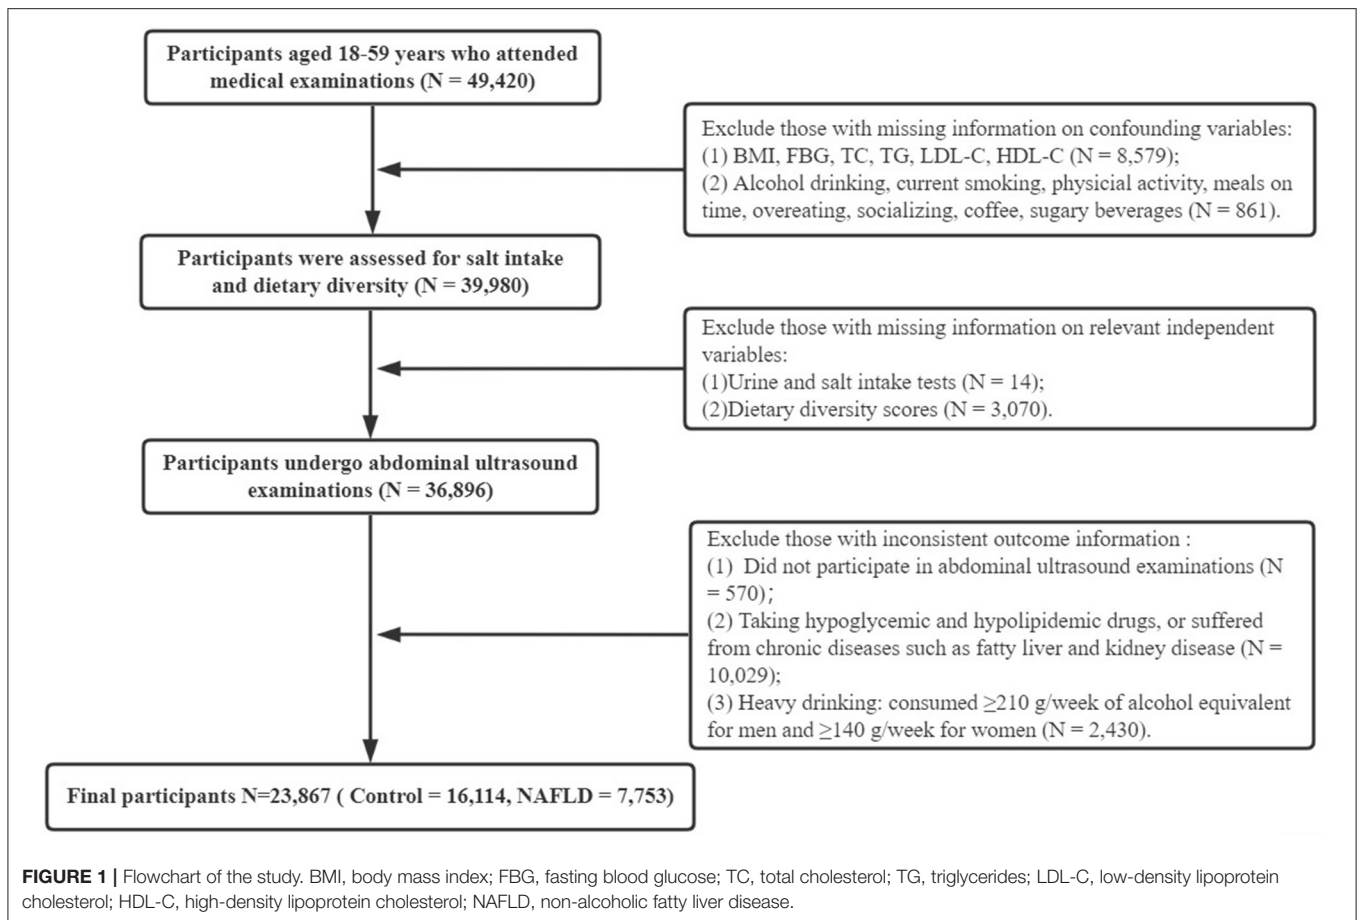 Participants aged 18-59 years who attended
medical examinations (N = 49,420)
Exclude those with missing information on confounding variables:
(1) BMI, FBG, TC, TG, LDL-C, HDL-C (N = 8,579);
(2) Alcohol drinking, current smoking, physicial activity, meals on
time, overeating, socializing, coffee, sugary beverages (N = 861).
Participants were assessed for salt intake
and dietary diversity (N = 39,980)
Exclude those with missing information on relevant independent
variables:
(1)Urine and salt intake tests (N = 14);
(2)Dietary diversity scores (N = 3,070).
Participants undergo abdominal ultrasound
examinations (N = 36,896)
Exclude those with inconsistent outcome information :
(1) Did not participate in abdominal ultrasound examinations (N
= 570);
(2) Taking hypoglycemic and hypolipidemic drugs, or suffered
from chronic diseases such as fatty liver and kidney disease (N =
10,029);
(3) Heavy drinking: consumed ≥210 g/week of alcohol equivalent
for men and ≥140 g/week for women (N = 2,430).
Final participants N=23,867 ( Control = 16,114, NAFLD = 7,753)
FIGURE 1 | Flowchart of the study. BMI, body mass index; FBG, fasting blood glucose; TC, total cholesterol; TG, triglycerides; LDL-C, low-density lipoprotein
cholesterol; HDL-C, high-density lipoprotein cholesterol; NAFLD, non-alcoholic fatty liver disease.